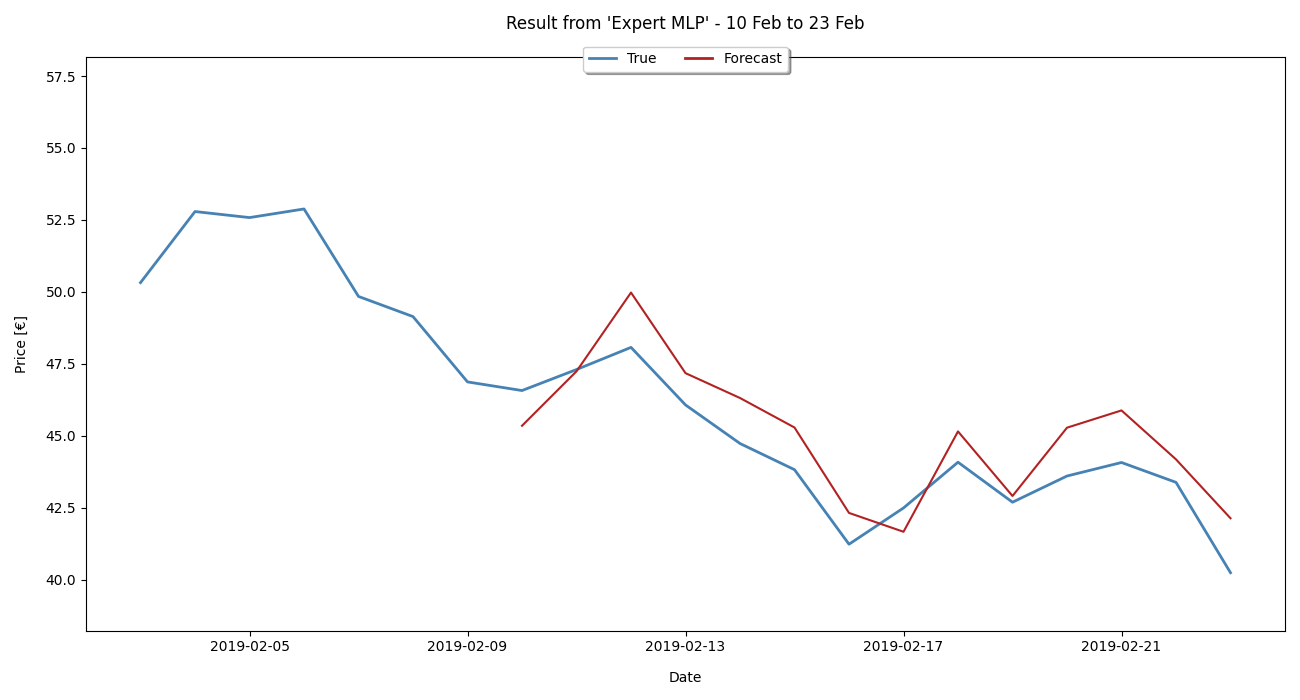 Result from 'Expert MLP' - 10 Feb to 23 Feb
True Forecast
57.5
55.0
52.5
50.0
47.5
45.0
42.5
40.0
Price [€]
2019-02-05 2019-02-09 2019-02-13 2019-02-17 2019-02-21
Date